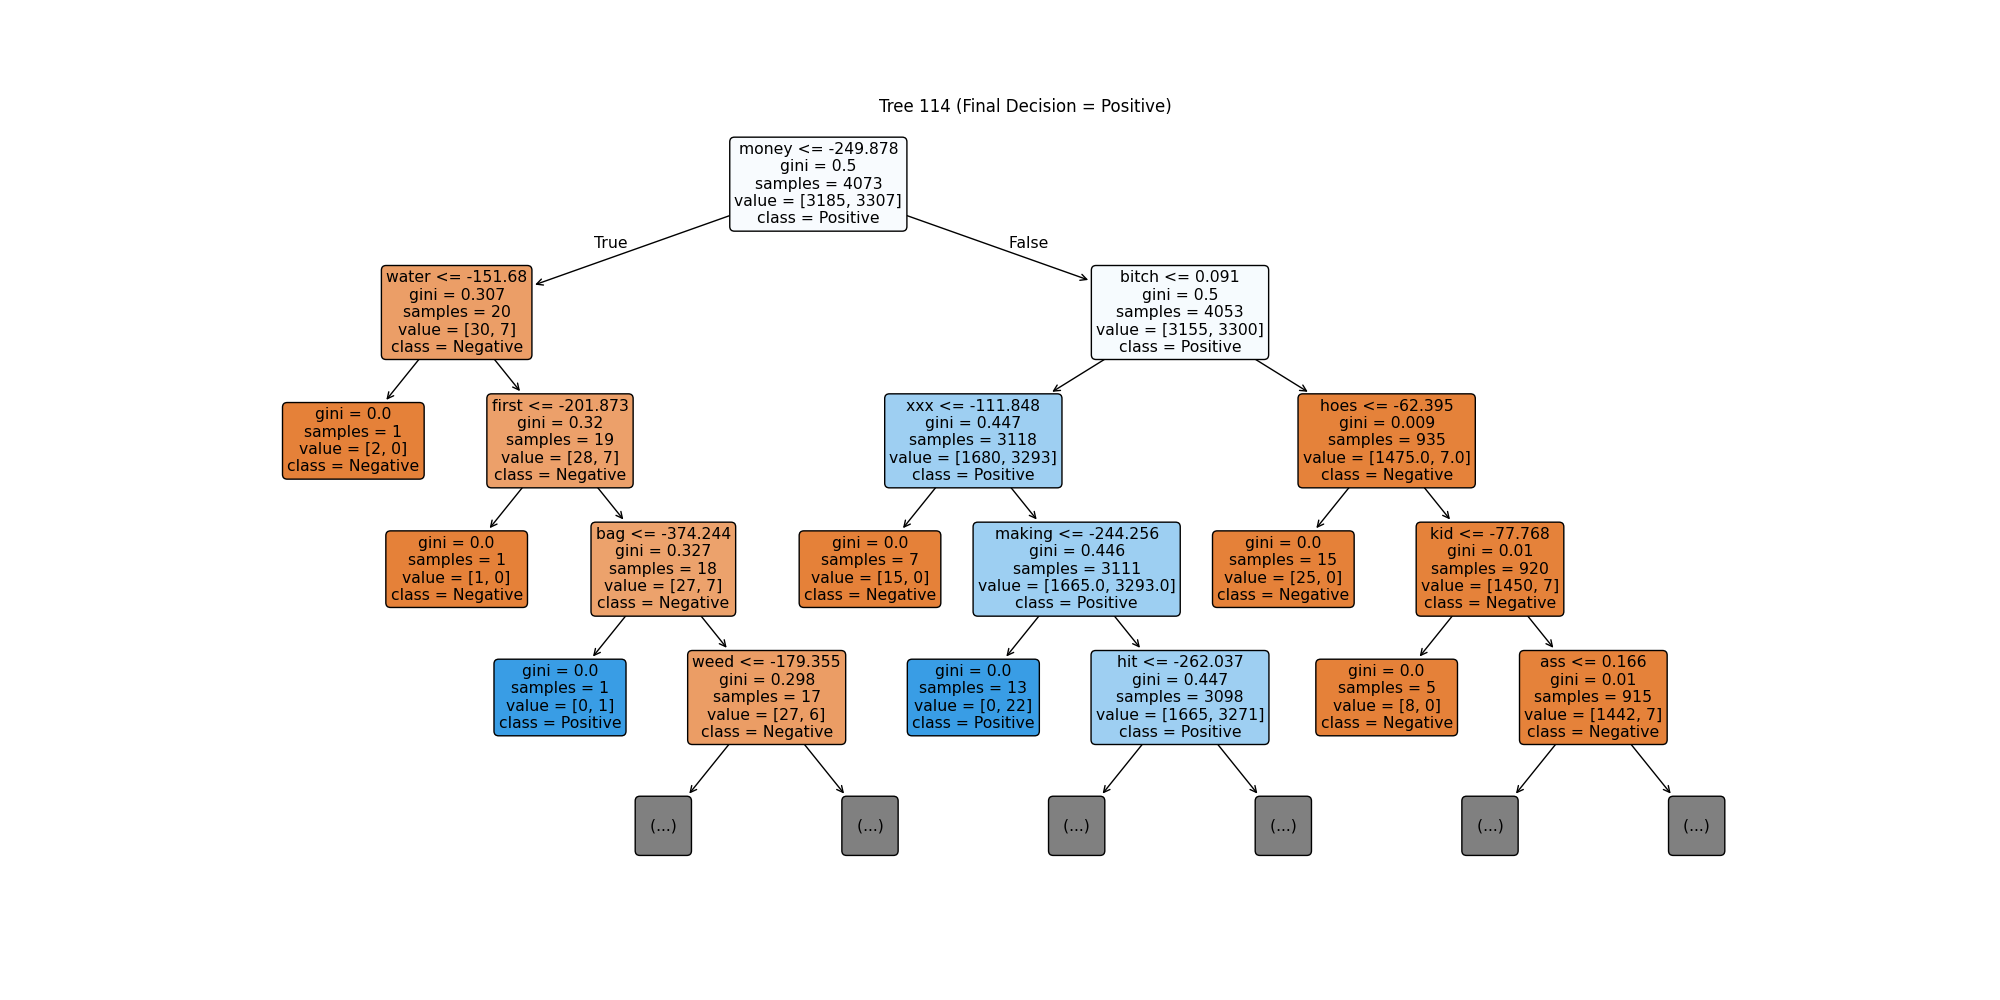 Tree 114 (Final Decision = Positive)
money <= -249.878
gini = 0.5
samples = 4073
value = [3185, 3307]
class = Positive
True
False
water <= -151.68
gini = 0.307
samples = 20
value = [30, 7]
class = Negative
bitch <= 0.091
gini = 0.5
samples = 4053
value = [3155, 3300]
class = Positive
gini = 0.0
samples = 1
value = [2, 0]
class = Negative
first <= -201.873
gini = 0.32
samples = 19
value = [28, 7]
class = Negative
xxx <= -111.848
gini = 0.447
samples = 3118
value = [1680, 3293]
class = Positive
hoes <= -62.395
gini = 0.009
samples = 935
value = [1475.0, 7.0]
class = Negative
gini = 0.0
samples = 1
value = [1, 0]
class = Negative
bag <= -374.244
gini = 0.327
samples = 18
value = [27, 7]
class = Negative
gini = 0.0
samples = 7
value = [15, 0]
class = Negative
making <= -244.256
gini = 0.446
samples = 3111
value = [1665.0, 3293.0]
class = Positive
gini = 0.0
samples = 15
value = [25, 0]
class = Negative
kid <= -77.768
gini = 0.01
samples = 920
value = [1450, 7]
class = Negative
gini = 0.0
samples = 1
value = [0, 1]
class = Positive
weed <= -179.355
gini = 0.298
samples = 17
value = [27, 6]
class = Negative
gini = 0.0
samples = 13
value = [0, 22]
class = Positive
hit <= -262.037
gini = 0.447
samples = 3098
value = [1665, 3271]
class = Positive
gini = 0.0
samples = 5
value = [8, 0]
class = Negative
ass <= 0.166
gini = 0.01
samples = 915
value = [1442, 7]
class = Negative
(...)
(...)
(...)
(...)
(...)
(...)